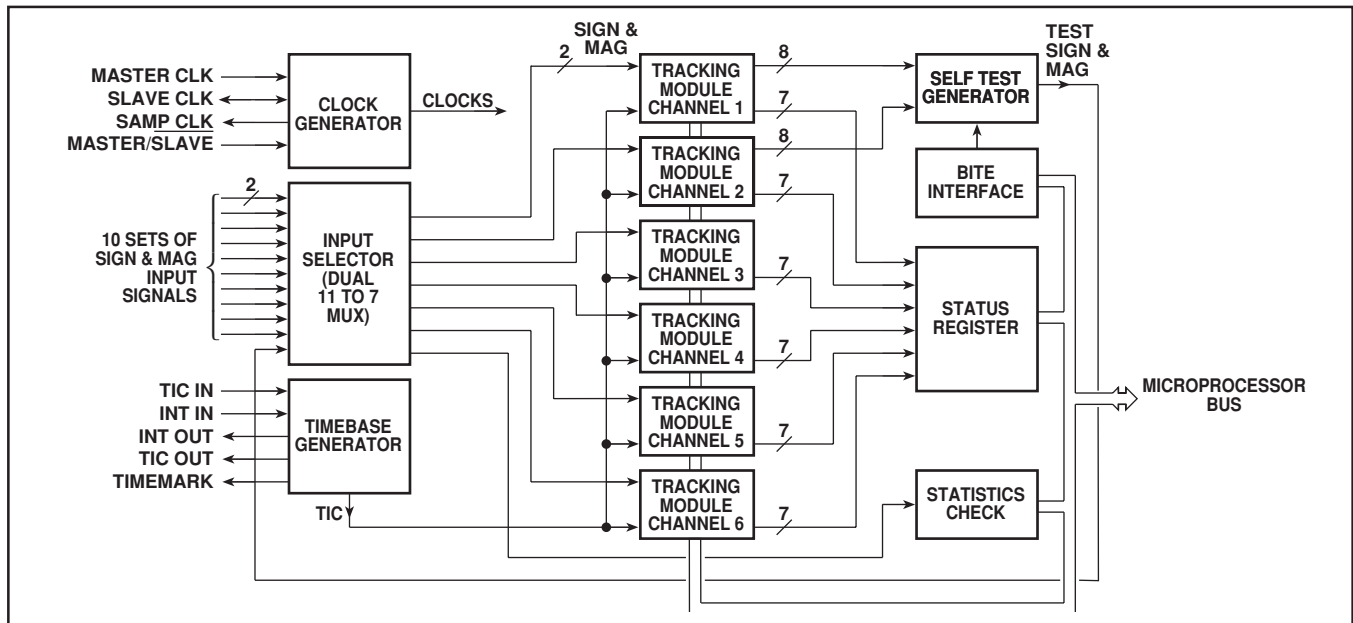 MASTER CLK
SLAVE CLK
SAMP CLK
MASTER/SLAVE
CLOCK
GENERATOR
CLOCKS
2
10 SETS OF
SIGN & MAG
INPUT
SIGNALS
INPUT
SELECTOR
(DUAL
11 TO 7
MUX)
TIC IN
INT IN
INT OUT
TIC OUT
TIMEMARK
TIMEBASE
GENERATOR
TIC
SIGN &
MAG
2
TRACKING
MODULE
CHANNEL 1
8
7
TRACKING
MODULE
CHANNEL 2
8
7
TRACKING
MODULE
CHANNEL 3
7
TRACKING
MODULE
CHANNEL 4
7
TRACKING
MODULE
CHANNEL 5
7
TRACKING
MODULE
CHANNEL 6
7
SELF TEST
GENERATOR
TEST
SIGN &
MAG
BITE
INTERFACE
STATUS
REGISTER
STATISTICS
CHECK
MICROPROCESSOR
BUS